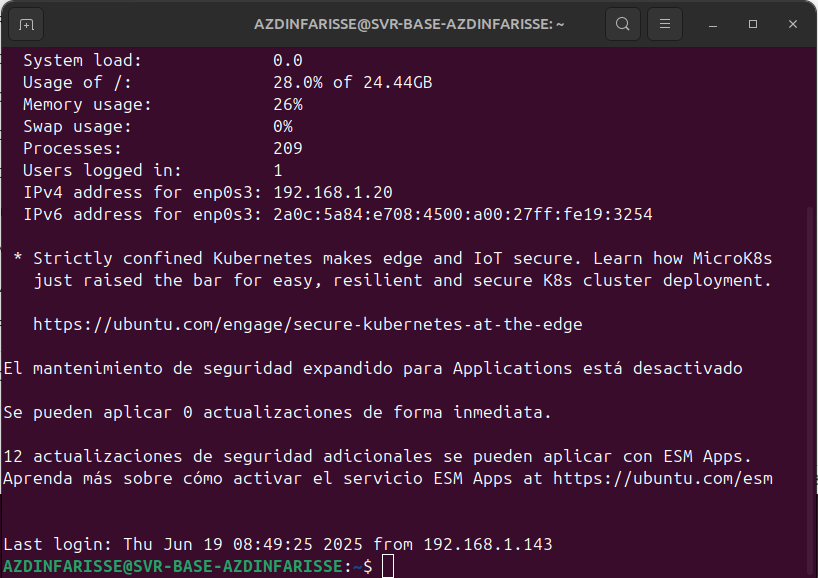 AZDINFARISSE@SVR-BASE-AZDINFARISSE: ~
System load:             0.0
Usage of /:              28.0% of 24.44GB
Memory usage:            26%
Swap usage:              0%
Processes:               209
Users logged in:         1
IPv4 address for enp0s3: 192.168.1.20
IPv6 address for enp0s3: 2a0c:5a84:e708:4500:a00:27ff:fe19:3254
* Strictly confined Kubernetes makes edge and IoT secure. Learn how MicroK8s
just raised the bar for easy, resilient and secure K8s cluster deployment.
https://ubuntu.com/engage/secure-kubernetes-at-the-edge
El mantenimiento de seguridad expandido para Applications está desactivado
Se pueden aplicar 0 actualizaciones de forma inmediata.
12 actualizaciones de seguridad adicionales se pueden aplicar con ESM Apps.
Aprenda más sobre cómo activar el servicio ESM Apps at https://ubuntu.com/esm
Last login: Thu Jun 19 08:49:25 2025 from 192.168.1.143
AZDINFARISSE@SVR-BASE-AZDINFARISSE:~$